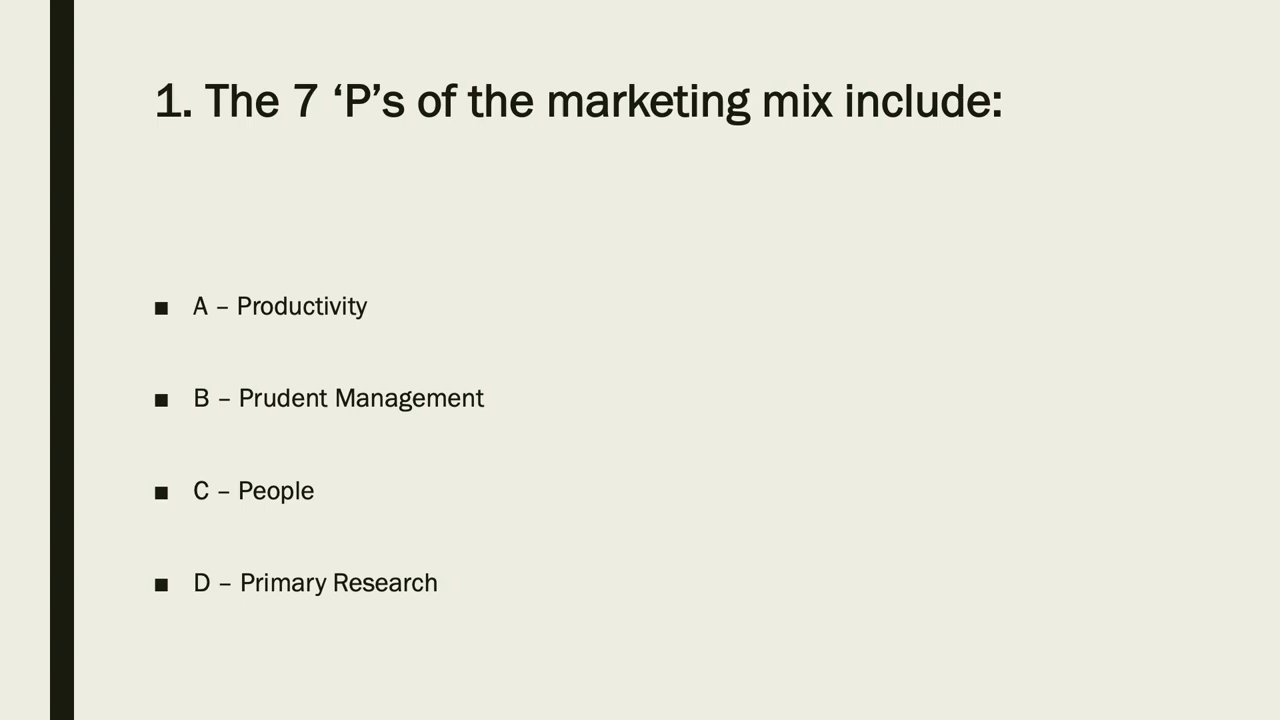 1. The 7 ‘P’s of the marketing mix include:
■ A – Productivity
■ B – Prudent Management
■ C – People
■ D – Primary Research